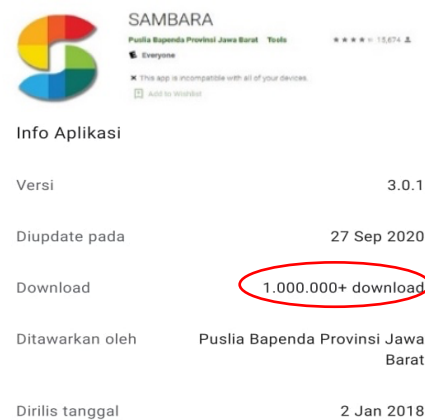 SAMBARA
Puslia Bapenda Provinsi Jawa Barat Tools 13,674
Everyone
This app is incompatible with all of your devices.
Add to Wishlist
Info Aplikasi
Versi 3.0.1
Diupdate pada 27 Sep 2020
Download 1.000.000+ download
Ditawarkan oleh Puslia Bapenda Provinsi Jawa
Barat
Dirilis tanggal 2 Jan 2018